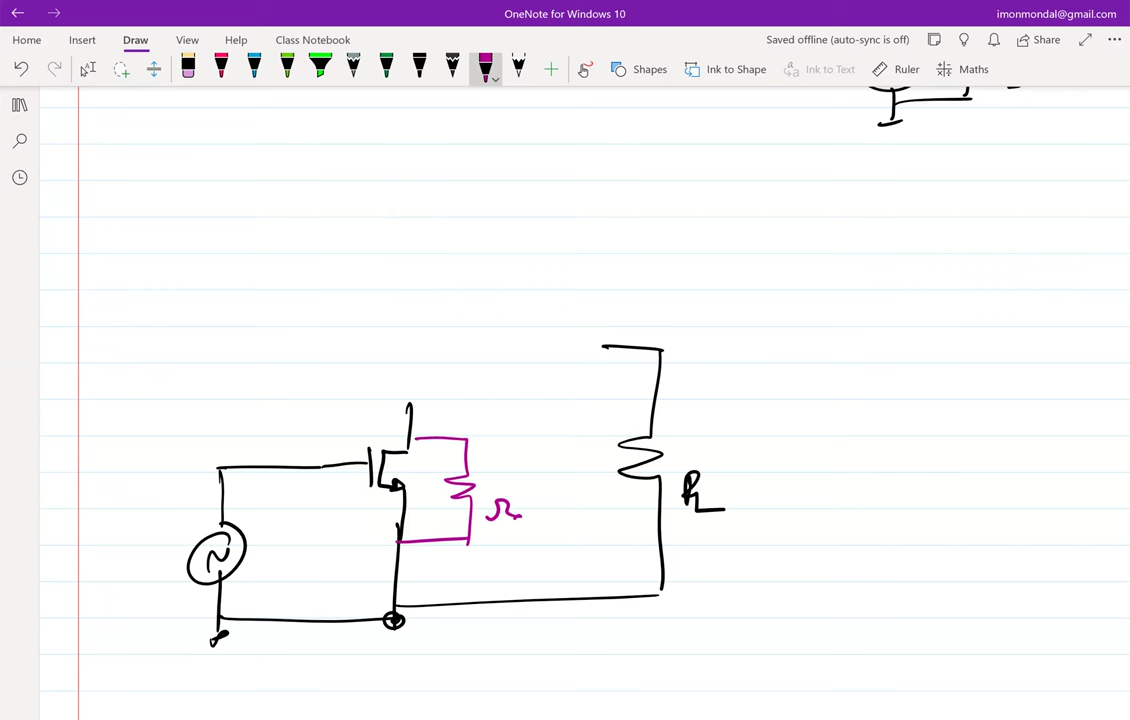 OneNote for Windows 10
imonmondal@gmail.com
Home Insert Draw View Help Class Notebook
Saved offline (auto-sync is off) Share
Shapes Ink to Shape Ink to Text Ruler Maths
R_L